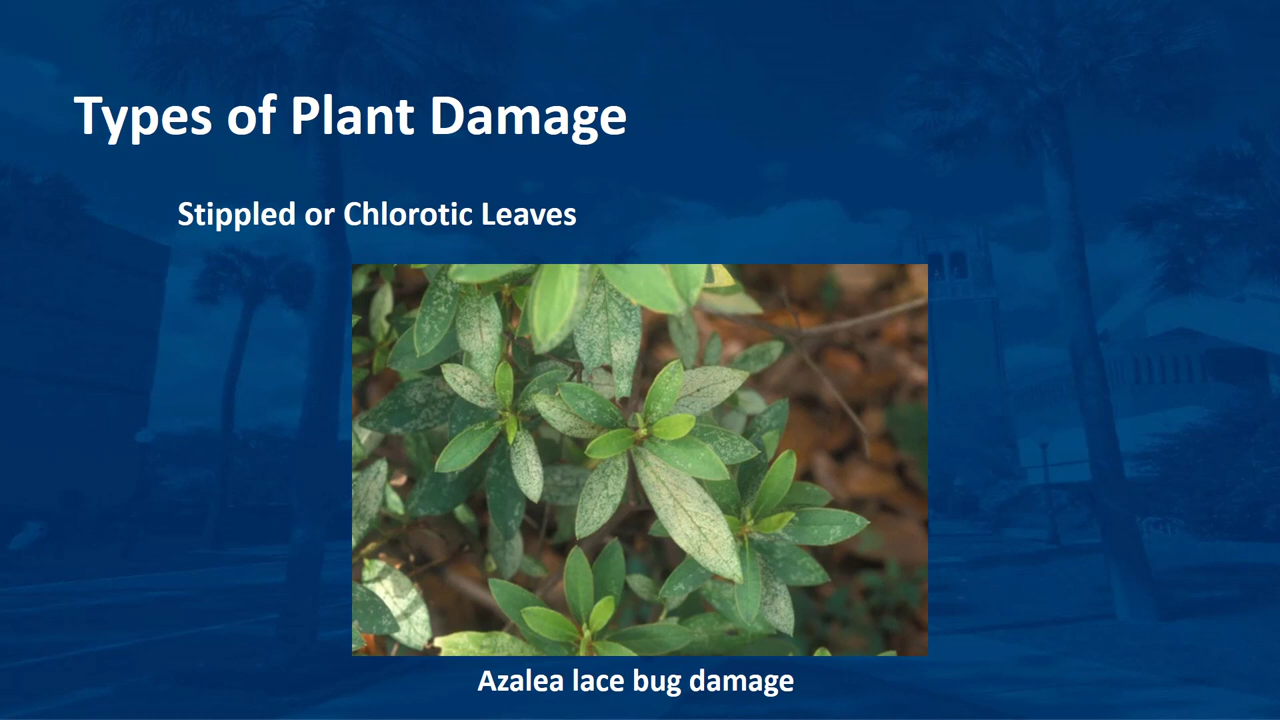 Types of Plant Damage
Stippled or Chlorotic Leaves
Azalea lace bug damage